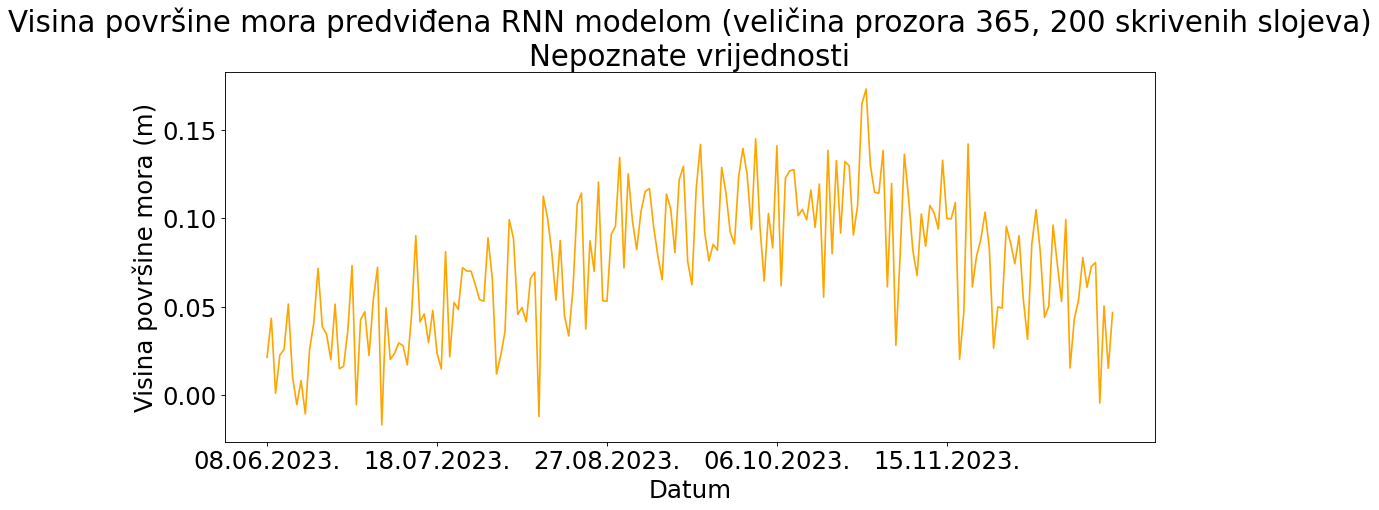 Visina površine mora predviđena RNN modelom (veličina prozora 365, 200 skrivenih slojeva)
Nepoznate vrijednosti
Visina površine mora (m)
0.15
0.10
0.05
0.00
08.06.2023. 18.07.2023. 27.08.2023. 06.10.2023. 15.11.2023.
Datum